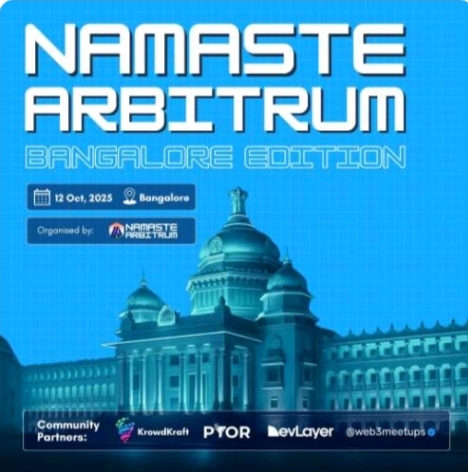 NAMASTE
ARBITRUM
BANGALORE EDITION
12 Oct, 2025 Bangalore
Organised by: NAMASTE ARBITRUM
Community Partners: KrowdKraft PYOR DevLayer @web3meetups